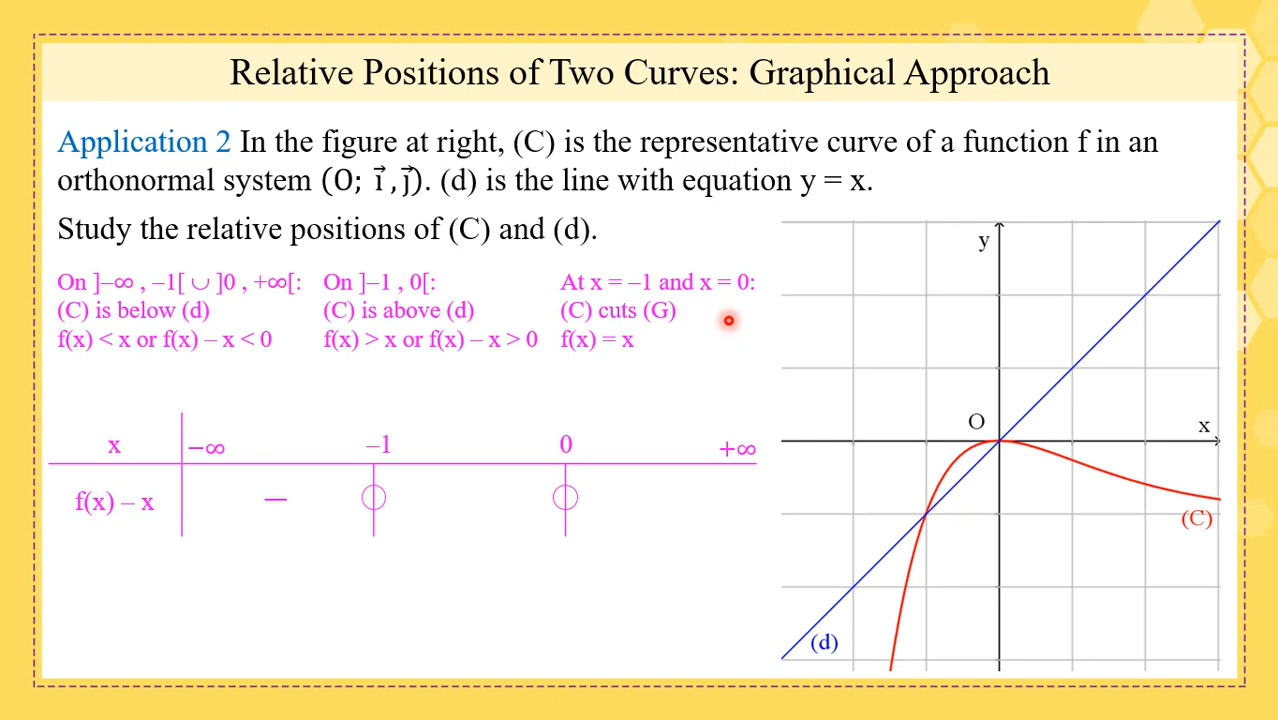 Relative Positions of Two Curves: Graphical Approach
Application 2 In the figure at right, (C) is the representative curve of a function f in an
orthonormal system (O; i⃗ , j⃗). (d) is the line with equation y = x.
Study the relative positions of (C) and (d).
On ]–∞ , –1[ ∪ ]0 , +∞[:
(C) is below (d)
f(x) < x or f(x) – x < 0
On ]–1 , 0[:
(C) is above (d)
f(x) > x or f(x) – x > 0
At x = –1 and x = 0:
(C) cuts (G)
f(x) = x
x –∞ –1 0 +∞
f(x) – x –
y
O
x
(C)
(d)